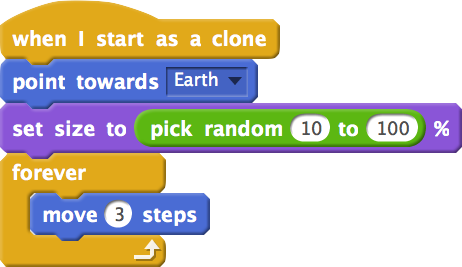 when I start as a clone
point towards Earth
set size to pick random 10 to 100 %
forever
move 3 steps